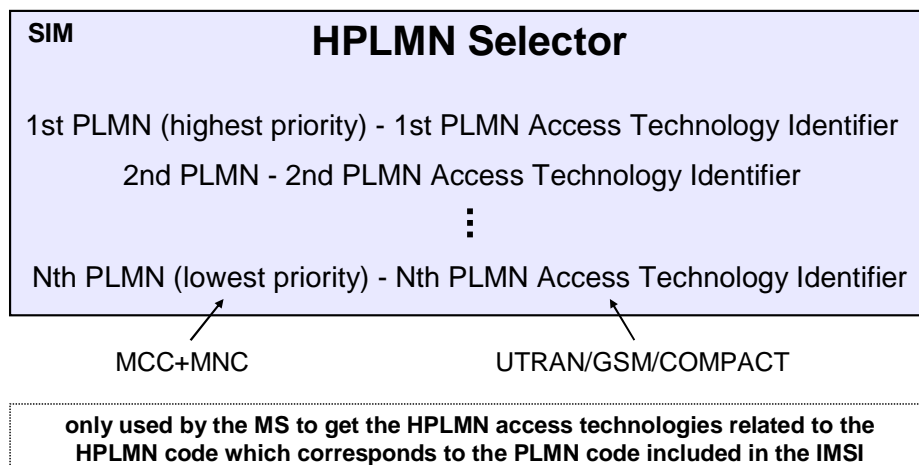 SIM
HPLMN Selector
1st PLMN (highest priority) - 1st PLMN Access Technology Identifier
2nd PLMN - 2nd PLMN Access Technology Identifier
⋮
Nth PLMN (lowest priority) - Nth PLMN Access Technology Identifier
MCC+MNC
UTRAN/GSM/COMPACT
only used by the MS to get the HPLMN access technologies related to the
HPLMN code which corresponds to the PLMN code included in the IMSI